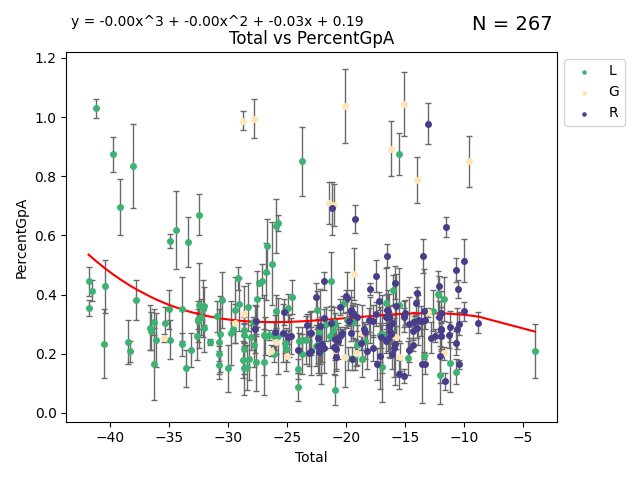 y = -0.00x^3 + -0.00x^2 + -0.03x + 0.19
N = 267
Total vs PercentGpA
PercentGpA
1.2
1.0
0.8
0.6
0.4
0.2
0.0
L
G
R
−40 −35 −30 −25 −20 −15 −10 −5
Total